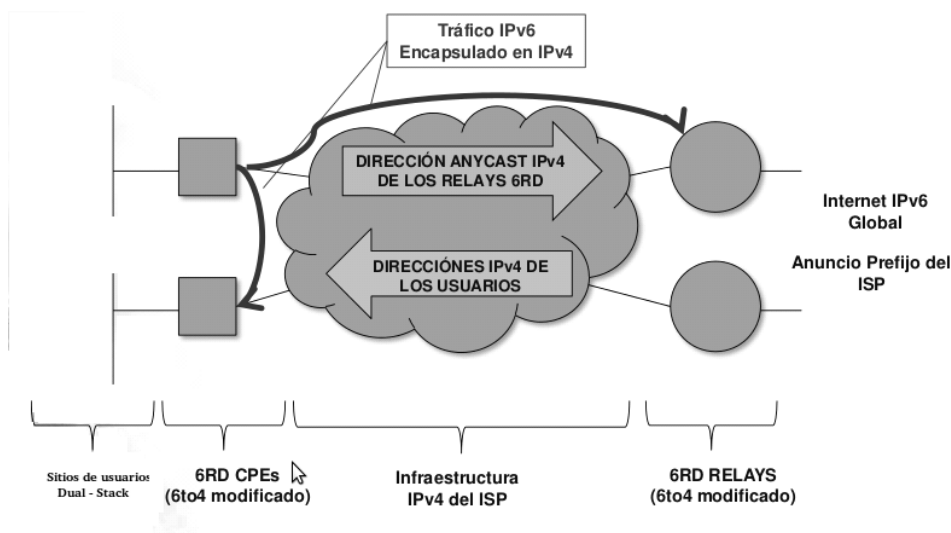 Tráfico IPv6
Encapsulado en IPv4
DIRECCIÓN ANYCAST IPv4
DE LOS RELAYS 6RD
Internet IPv6
Global
DIRECCIÓNES IPv4 DE
LOS USUARIOS
Anuncio Prefijo del
ISP
Sitios de usuarios
Dual - Stack
6RD CPEs
(6to4 modificado)
Infraestructura
IPv4 del ISP
6RD RELAYS
(6to4 modificado)